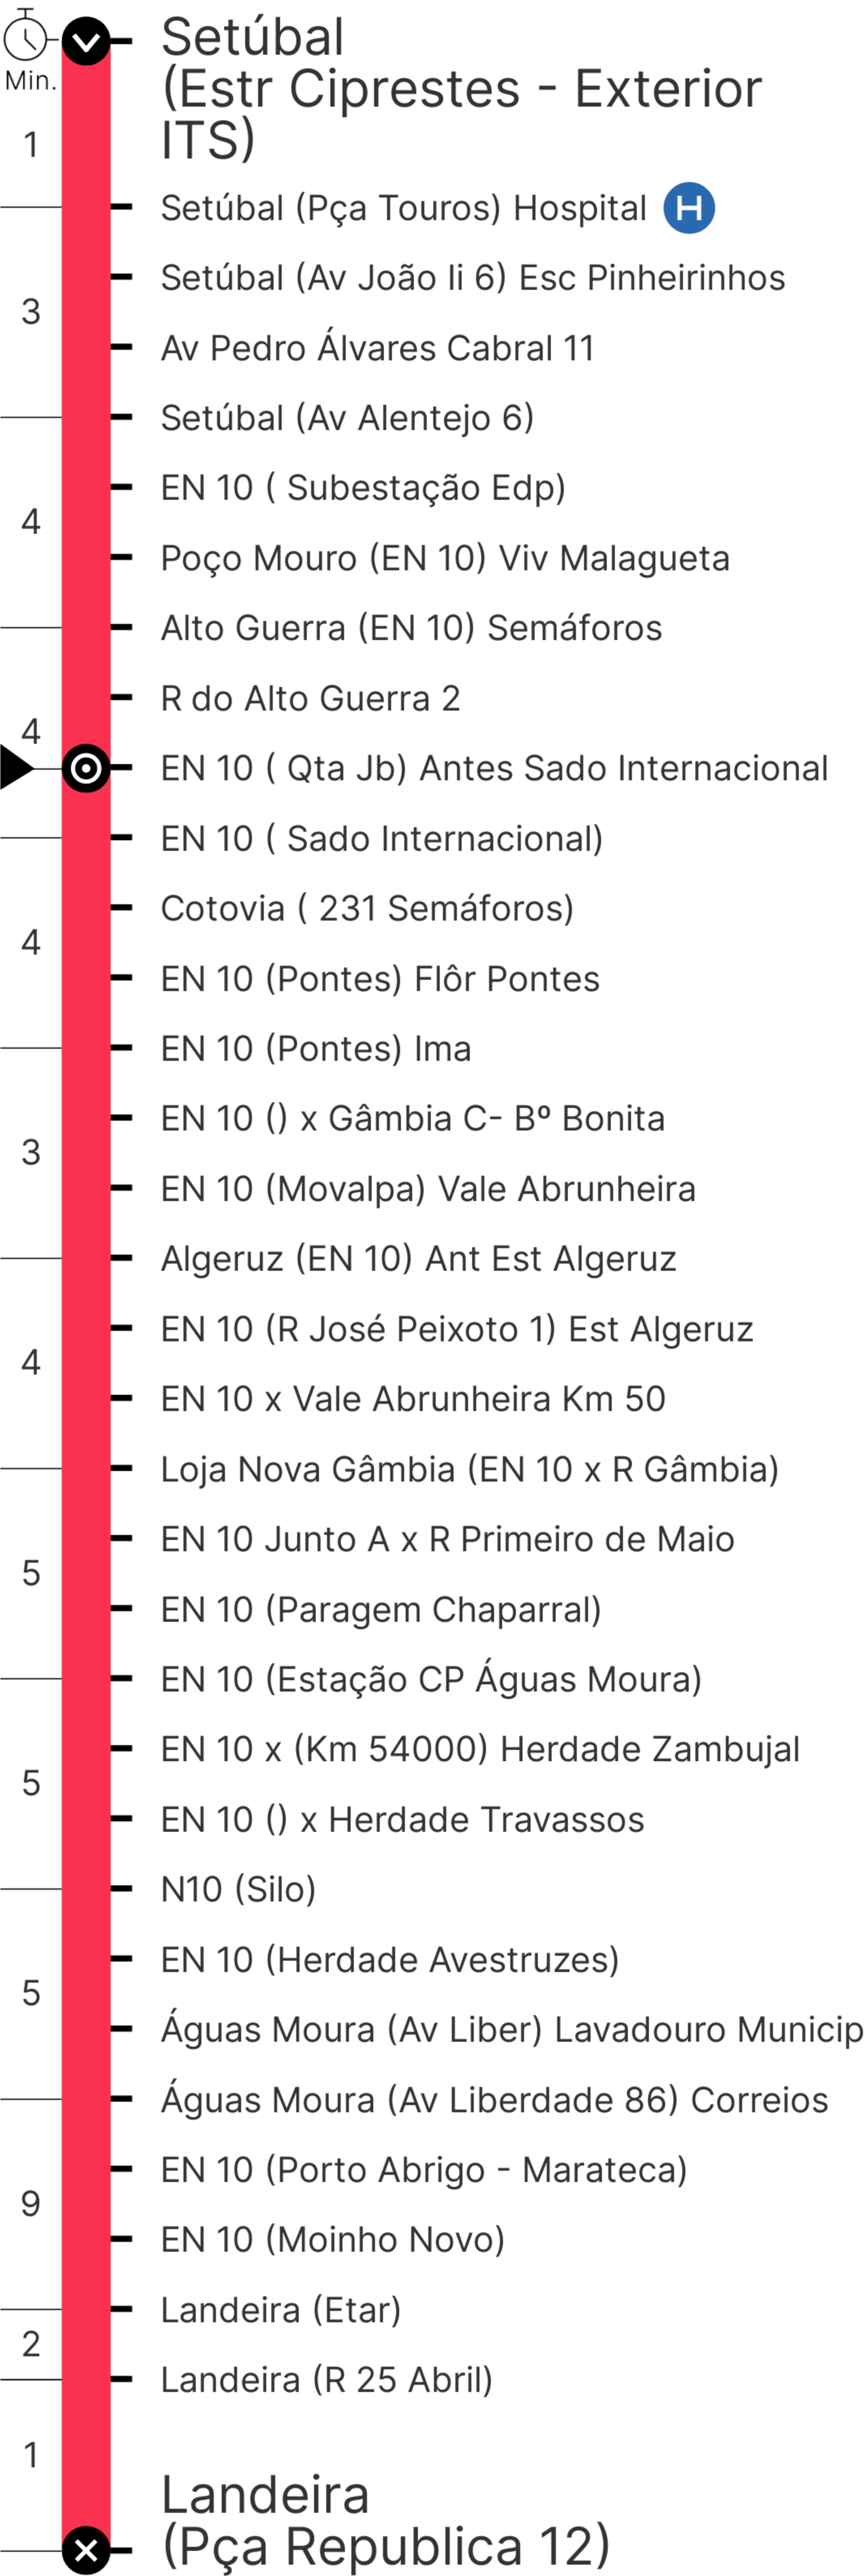 Setúbal
(Estr Ciprestes - Exterior
ITS)
Min.
1
Setúbal (Pça Touros) Hospital H
Setúbal (Av João Ii 6) Esc Pinheirinhos
3
Av Pedro Álvares Cabral 11
Setúbal (Av Alentejo 6)
EN 10 ( Subestação Edp)
4
Poço Mouro (EN 10) Viv Malagueta
Alto Guerra (EN 10) Semáforos
R do Alto Guerra 2
4
EN 10 ( Qta Jb) Antes Sado Internacional
EN 10 ( Sado Internacional)
Cotovia ( 231 Semáforos)
4
EN 10 (Pontes) Flôr Pontes
EN 10 (Pontes) Ima
EN 10 () x Gâmbia C- Bº Bonita
3
EN 10 (Movalpa) Vale Abrunheira
Algeruz (EN 10) Ant Est Algeruz
EN 10 (R José Peixoto 1) Est Algeruz
4
EN 10 x Vale Abrunheira Km 50
Loja Nova Gâmbia (EN 10 x R Gâmbia)
EN 10 Junto A x R Primeiro de Maio
5
EN 10 (Paragem Chaparral)
EN 10 (Estação CP Águas Moura)
EN 10 x (Km 54000) Herdade Zambujal
5
EN 10 () x Herdade Travassos
N10 (Silo)
EN 10 (Herdade Avestruzes)
5
Águas Moura (Av Liber) Lavadouro Municip
Águas Moura (Av Liberdade 86) Correios
EN 10 (Porto Abrigo - Marateca)
9
EN 10 (Moinho Novo)
Landeira (Etar)
2
Landeira (R 25 Abril)
1
Landeira
(Pça Republica 12)